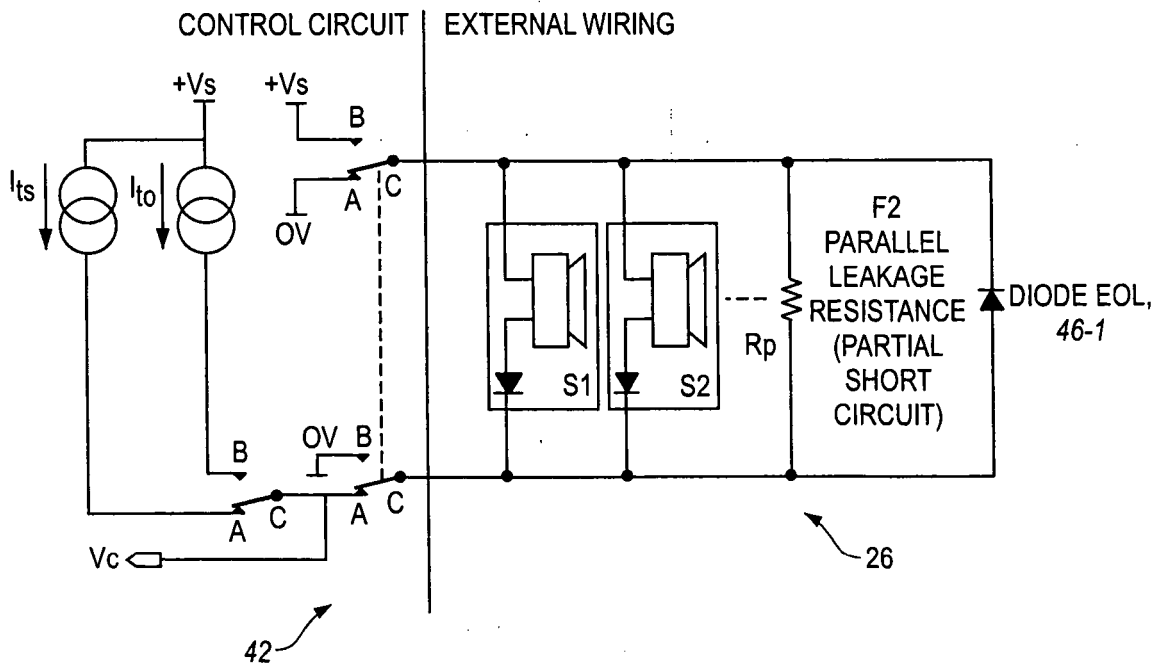 CONTROL CIRCUIT
EXTERNAL WIRING
+Vs
+Vs
B
Its
Ito
A
C
OV
F2
PARALLEL
LEAKAGE
RESISTANCE
(PARTIAL
SHORT
CIRCUIT)
DIODE EOL,
46-1
Rp
S1
S2
B
OV
B
A
C
A
C
Vc
26
42